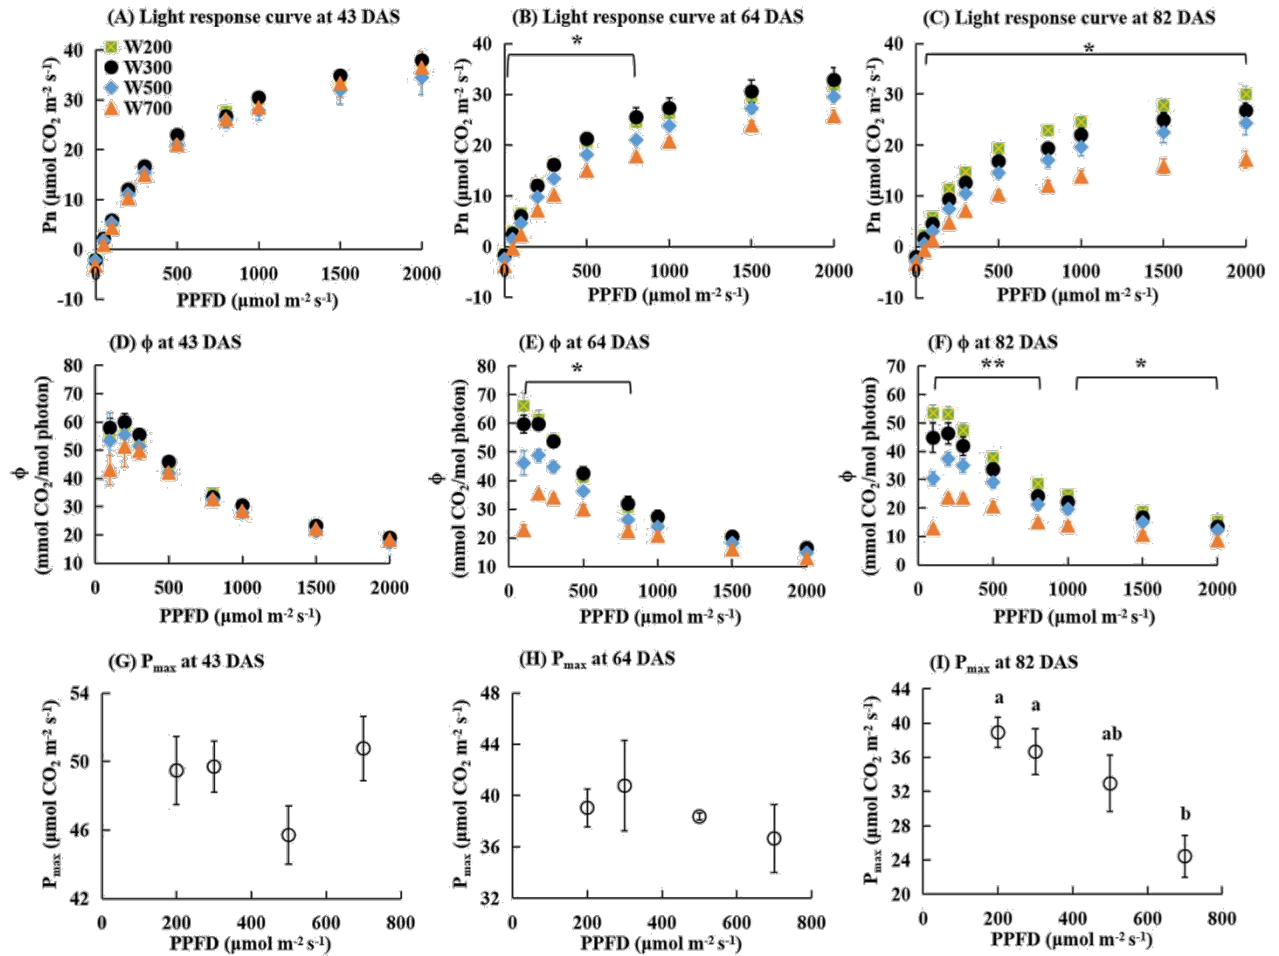 (A) Light response curve at 43 DAS
(B) Light response curve at 64 DAS
(C) Light response curve at 82 DAS
Pn (µmol CO2 m-2 s-1)
40
30
20
10
0
-10
W200
W300
W500
W700
0
500
1000
1500
2000
PPFD (µmol m-2 s-1)
Pn (µmol CO2 m-2 s-1)
40
30
20
10
0
-10
*
0
500
1000
1500
2000
PPFD (µmol m-2 s-1)
Pn (µmol CO2 m-2 s-1)
40
30
20
10
0
-10
*
0
500
1000
1500
2000
PPFD (µmol m-2 s-1)
(D) ϕ at 43 DAS
(E) ϕ at 64 DAS
(F) ϕ at 82 DAS
ϕ
(mmol CO2/mol photon)
80
70
60
50
40
30
20
10
0
500
1000
1500
2000
PPFD (µmol m-2 s-1)
ϕ
(mmol CO2/mol photon)
80
70
60
50
40
30
20
10
*
0
500
1000
1500
2000
PPFD (µmol m-2 s-1)
ϕ
(mmol CO2/mol photon)
70
60
50
40
30
20
10
0
**
*
0
500
1000
1500
2000
PPFD (µmol m-2 s-1)
(G) Pmax at 43 DAS
(H) Pmax at 64 DAS
(I) Pmax at 82 DAS
Pmax (µmol CO2 m-2 s-1)
54
50
46
42
0
200
400
600
800
PPFD (µmol m-2 s-1)
Pmax (µmol CO2 m-2 s-1)
48
44
40
36
32
0
200
400
600
800
PPFD (µmol m-2 s-1)
Pmax (µmol CO2 m-2 s-1)
44
40
36
32
28
24
20
a
a
ab
b
0
200
400
600
800
PPFD (µmol m-2 s-1)